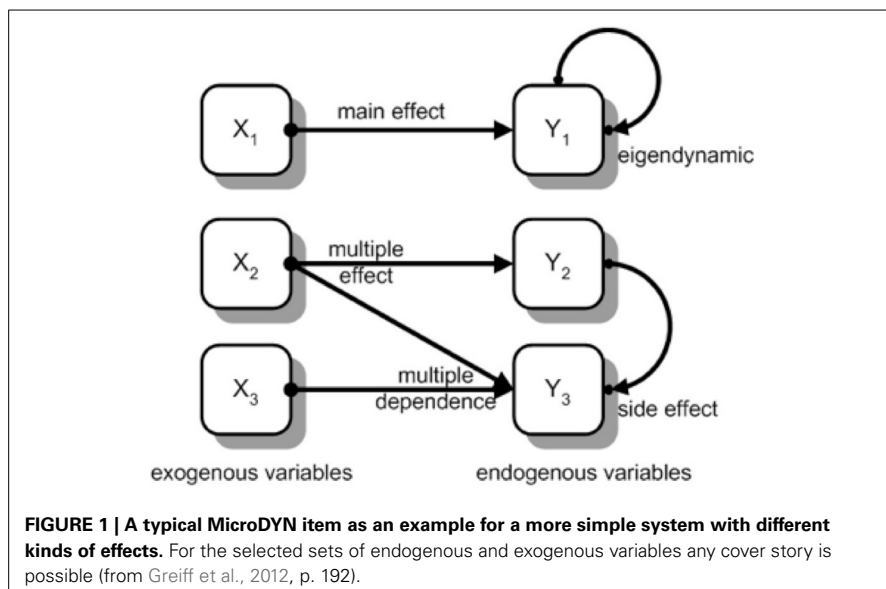 X1
main effect
Y1
eigendynamic
X2
multiple
effect
Y2
X3
multiple
dependence
Y3
side effect
exogenous variables
endogenous variables
FIGURE 1 | A typical MicroDYN item as an example for a more simple system with different
kinds of effects. For the selected sets of endogenous and exogenous variables any cover story is
possible (from Greiff et al., 2012, p. 192).